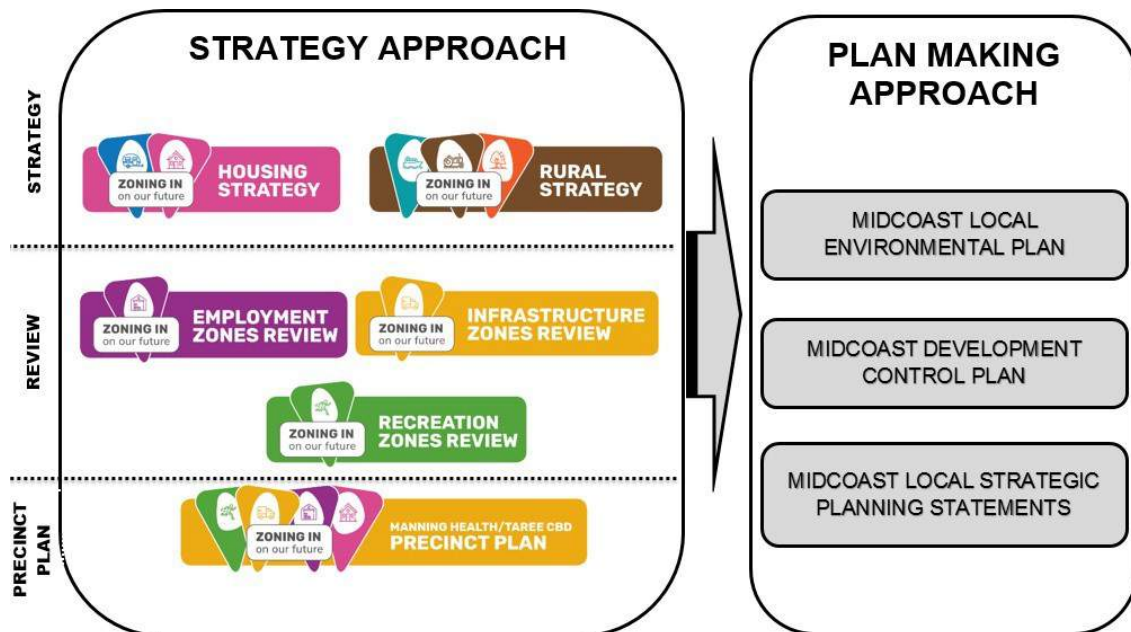 STRATEGY APPROACH
STRATEGY
ZONING IN
on our future
HOUSING
STRATEGY
ZONING IN
on our future
RURAL
STRATEGY
REVIEW
ZONING IN
on our future
EMPLOYMENT
ZONES REVIEW
ZONING IN
on our future
INFRASTRUCTURE
ZONES REVIEW
ZONING IN
on our future
RECREATION
ZONES REVIEW
PRECINCT
PLAN
ZONING IN
on our future
MANNING HEALTH/TAREE CBD
PRECINCT PLAN
PLAN MAKING
APPROACH
MIDCOAST LOCAL
ENVIRONMENTAL PLAN
MIDCOAST DEVELOPMENT
CONTROL PLAN
MIDCOAST LOCAL STRATEGIC
PLANNING STATEMENTS